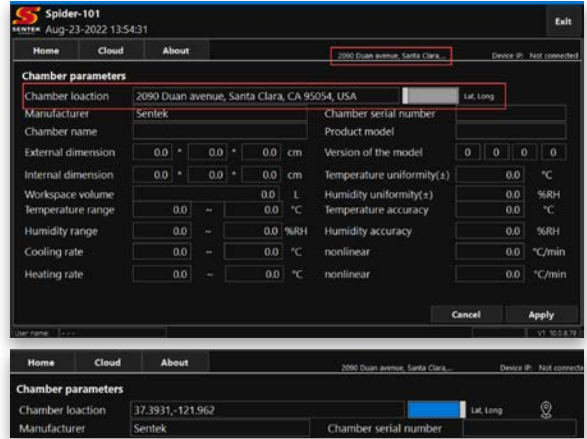 Spider-101
SENTEK Aug-23-2022 13:54:31 Exit
Home Cloud About 2090 Duan avenue, Santa Clara,... Device IP: Not connected
Chamber parameters
Chamber loaction 2090 Duan avenue, Santa Clara, CA 95054, USA Lat, Long
Manufacturer Sentek Chamber serial number
Chamber name Product model
External dimension 0.0 * 0.0 * 0.0 cm Version of the model 0 0 0 0
Internal dimension 0.0 * 0.0 * 0.0 cm Temperature uniformity(±) 0.0 °C
Workspace volume 0.0 L Humidity uniformity(±) 0.0 %RH
Temperature range 0.0 ~ 0.0 °C Temperature accuracy 0.0 °C
Humidity range 0.0 ~ 0.0 %RH Humidity accuracy 0.0 %RH
Cooling rate 0.0 ~ 0.0 °C nonlinear 0.0 °C/min
Heating rate 0.0 ~ 0.0 °C nonlinear 0.0 °C/min
Cancel Apply
User name: - - - V1 10.0.8.79
Home Cloud About 2090 Duan avenue, Santa Clara,... Device IP: Not connecte
Chamber parameters
Chamber loaction 37.3931,-121.962 Lat, Long
Manufacturer Sentek Chamber serial number